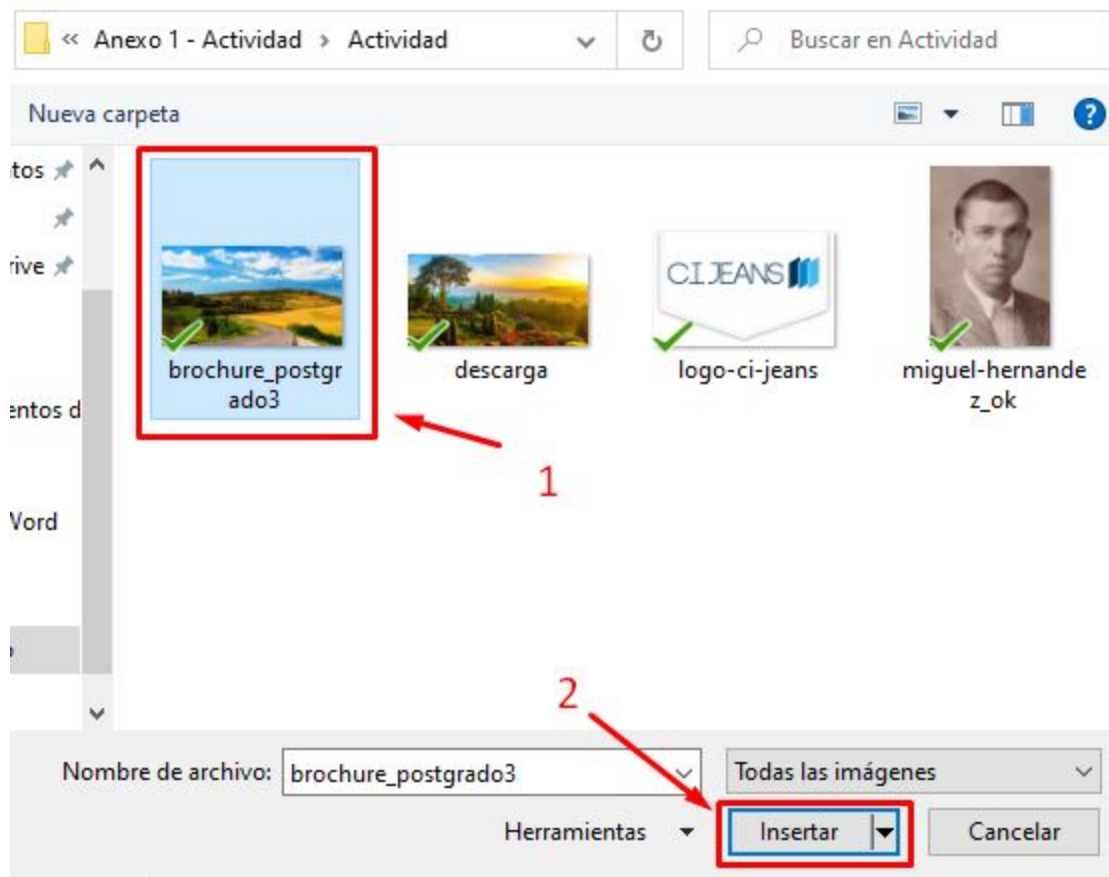 « Anexo 1 - Actividad › Actividad
Buscar en Actividad
Nueva carpeta
?
tos
rive
entos d
Word
brochure_postgr
ado3
descarga
CI JEANS
logo-ci-jeans
miguel-hernande
z_ok
1
2
Nombre de archivo: brochure_postgrado3
Todas las imágenes
Herramientas
Insertar
Cancelar